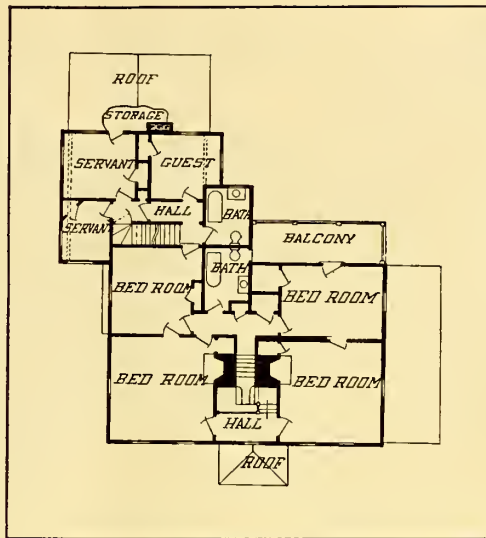 ROOF
STORAGE
SERVANT
GUEST
HALL
BATH
SERVANT
BALCONY
BATH
BED ROOM
BED ROOM
BED ROOM
BED ROOM
HALL
ROOF